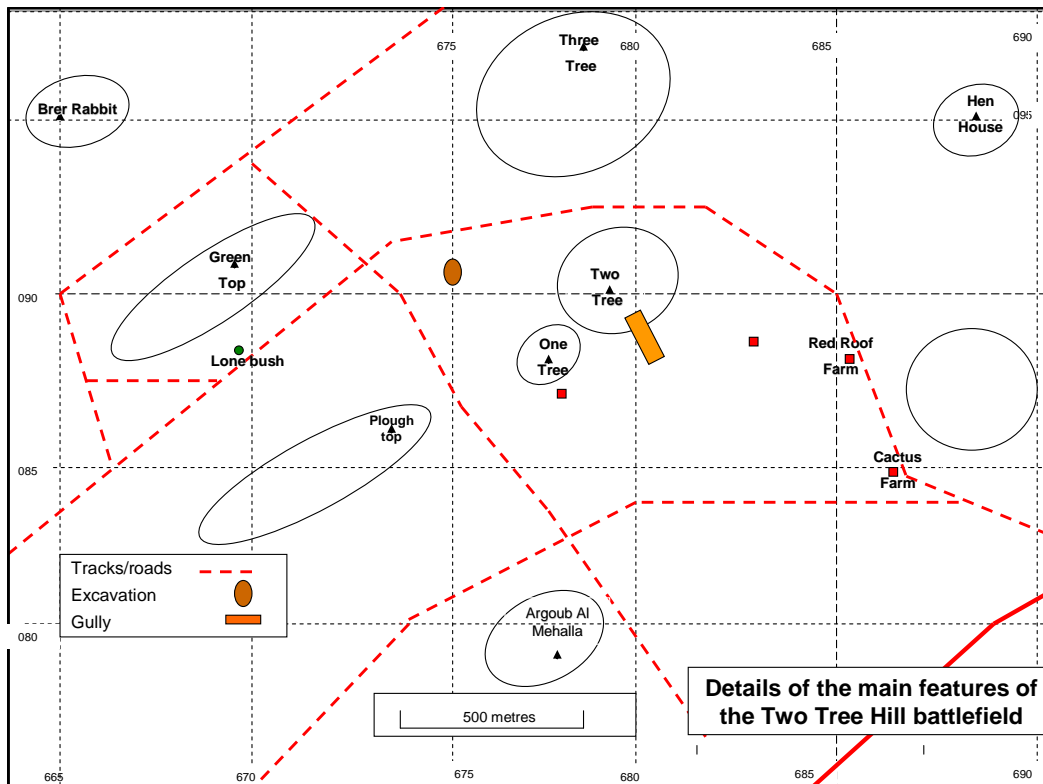 675
680
685
690
Three
Tree
Brer Rabbit
Hen
House
095
Green
Top
Two
Tree
090
Lone bush
One
Tree
Red Roof
Farm
Plough
top
085
Cactus
Farm
Tracks/roads
Excavation
Gully
080
Argoub Al
Mehalla
500 metres
Details of the main features of
the Two Tree Hill battlefield
665
670
675
680
685
690